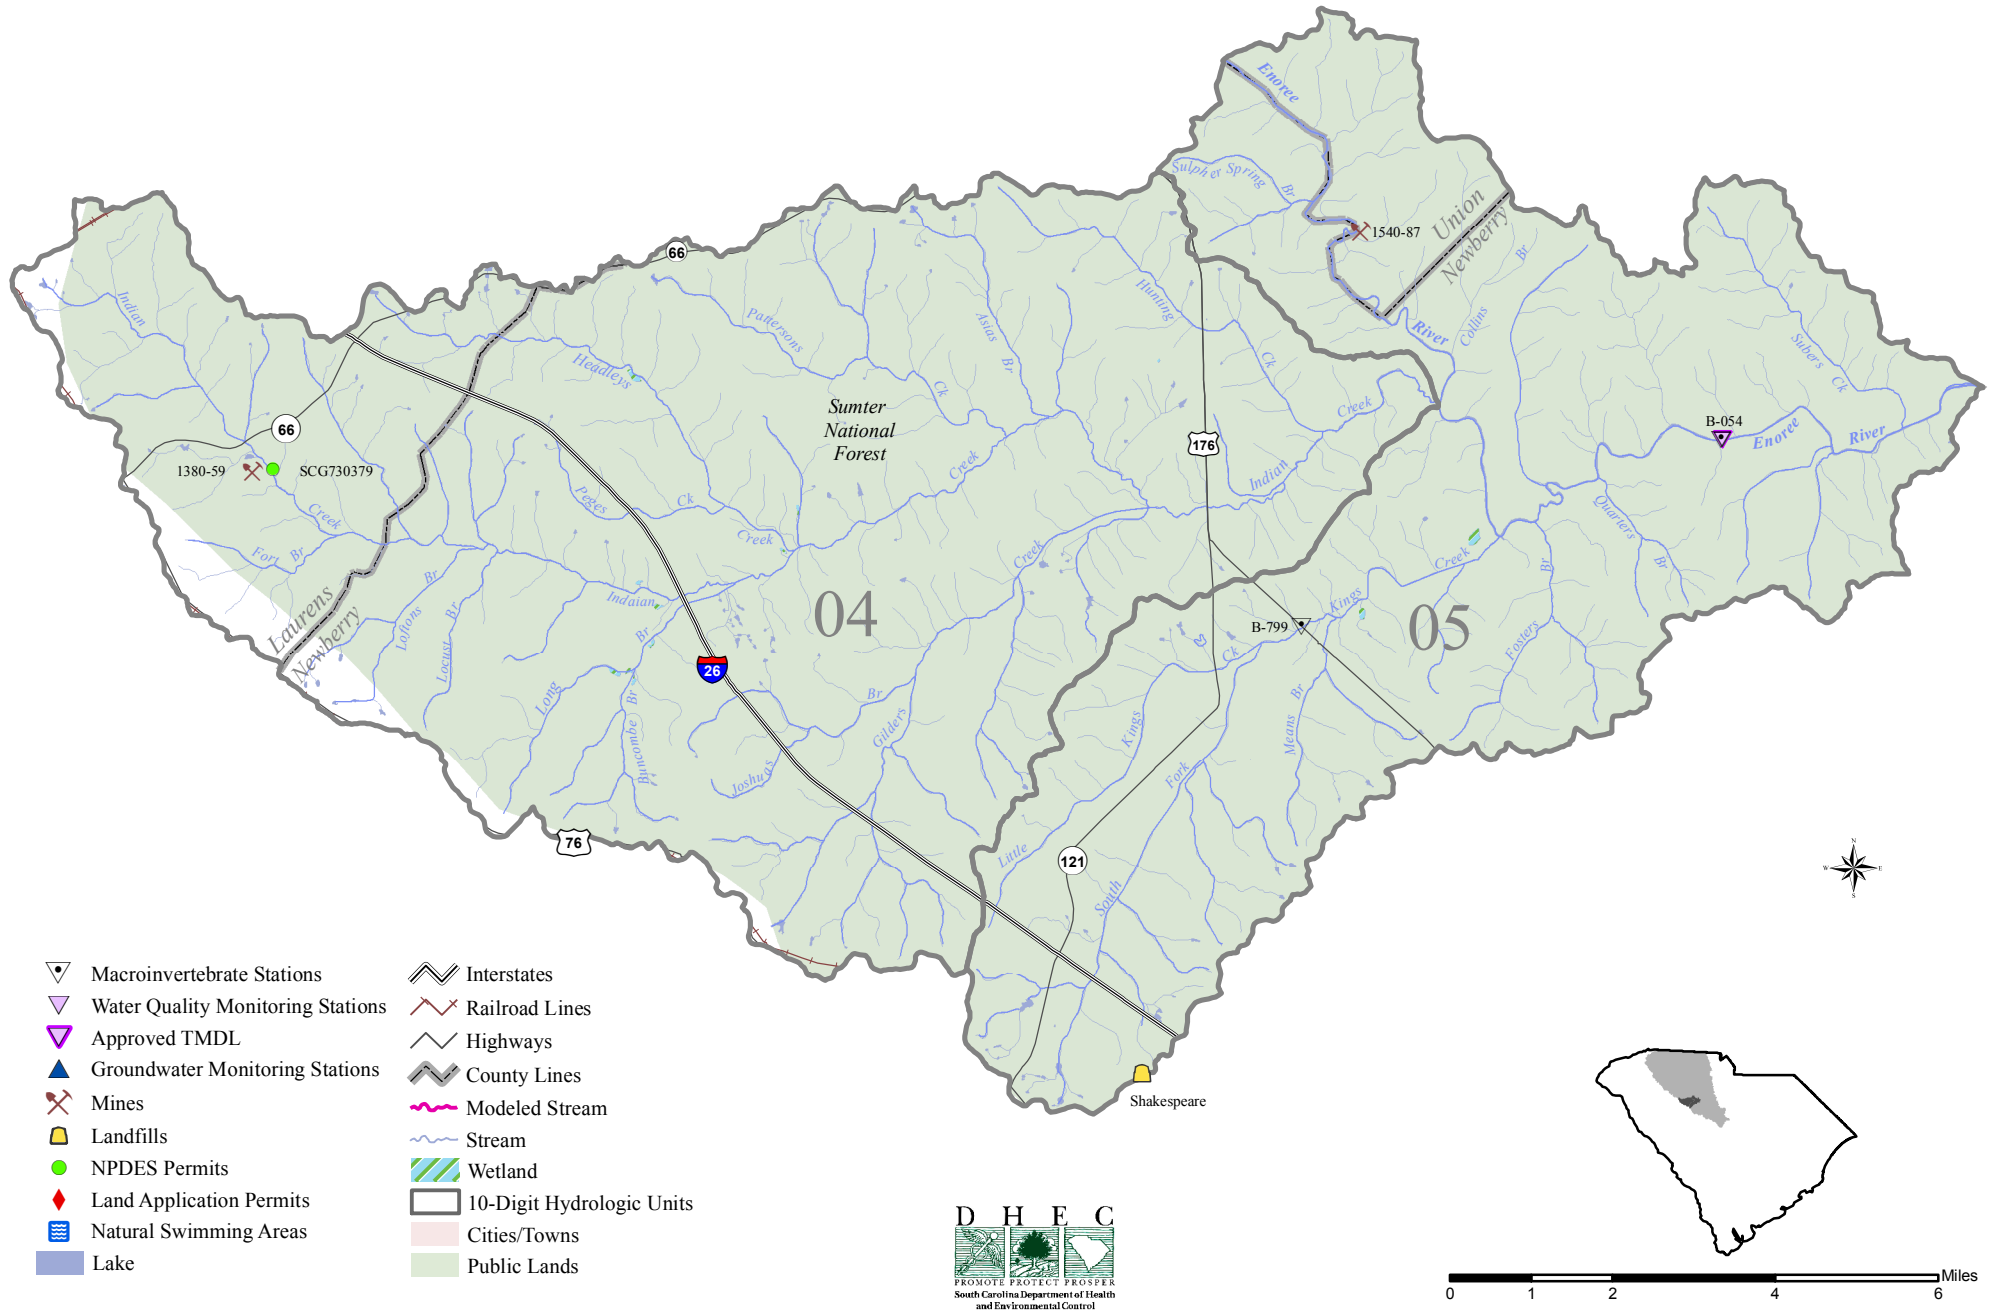 Enoree
Sulpher Spring
Br
1540-87
Union
Newberry
Br
Collins
River
66
Indian
Hunting
Pattersons
Asias
Br
Headleys
Ck
Ck
Subers
Ck
Sumter
National
Forest
Creek
66
176
B-054
Enoree
River
1380-59
SCG730379
Creek
Indian
Peges
Ck
Creek
Quarters
Br
Creek
Fort
Br
Creek
Creek
Br
Br
Indaian
Loftons
Locust
Br
Br
04
Kings
05
B-799
Fosters
Laurens
Newberry
Ck
26
Long
Br
Br
Gilders
Kings
Means
Br
Buncombe
Joshuas
Fork
76
Little
121
South
N
W
E
S
Shakespeare
Macroinvertebrate Stations
Water Quality Monitoring Stations
Approved TMDL
Groundwater Monitoring Stations
Mines
Landfills
NPDES Permits
Land Application Permits
Natural Swimming Areas
Lake
Interstates
Railroad Lines
Highways
County Lines
Modeled Stream
Stream
Wetland
10-Digit Hydrologic Units
Cities/Towns
Public Lands
D H E C
PROMOTE PROTECT PROSPER
South Carolina Department of Health
and Environmental Control
Miles
0 1 2 4 6